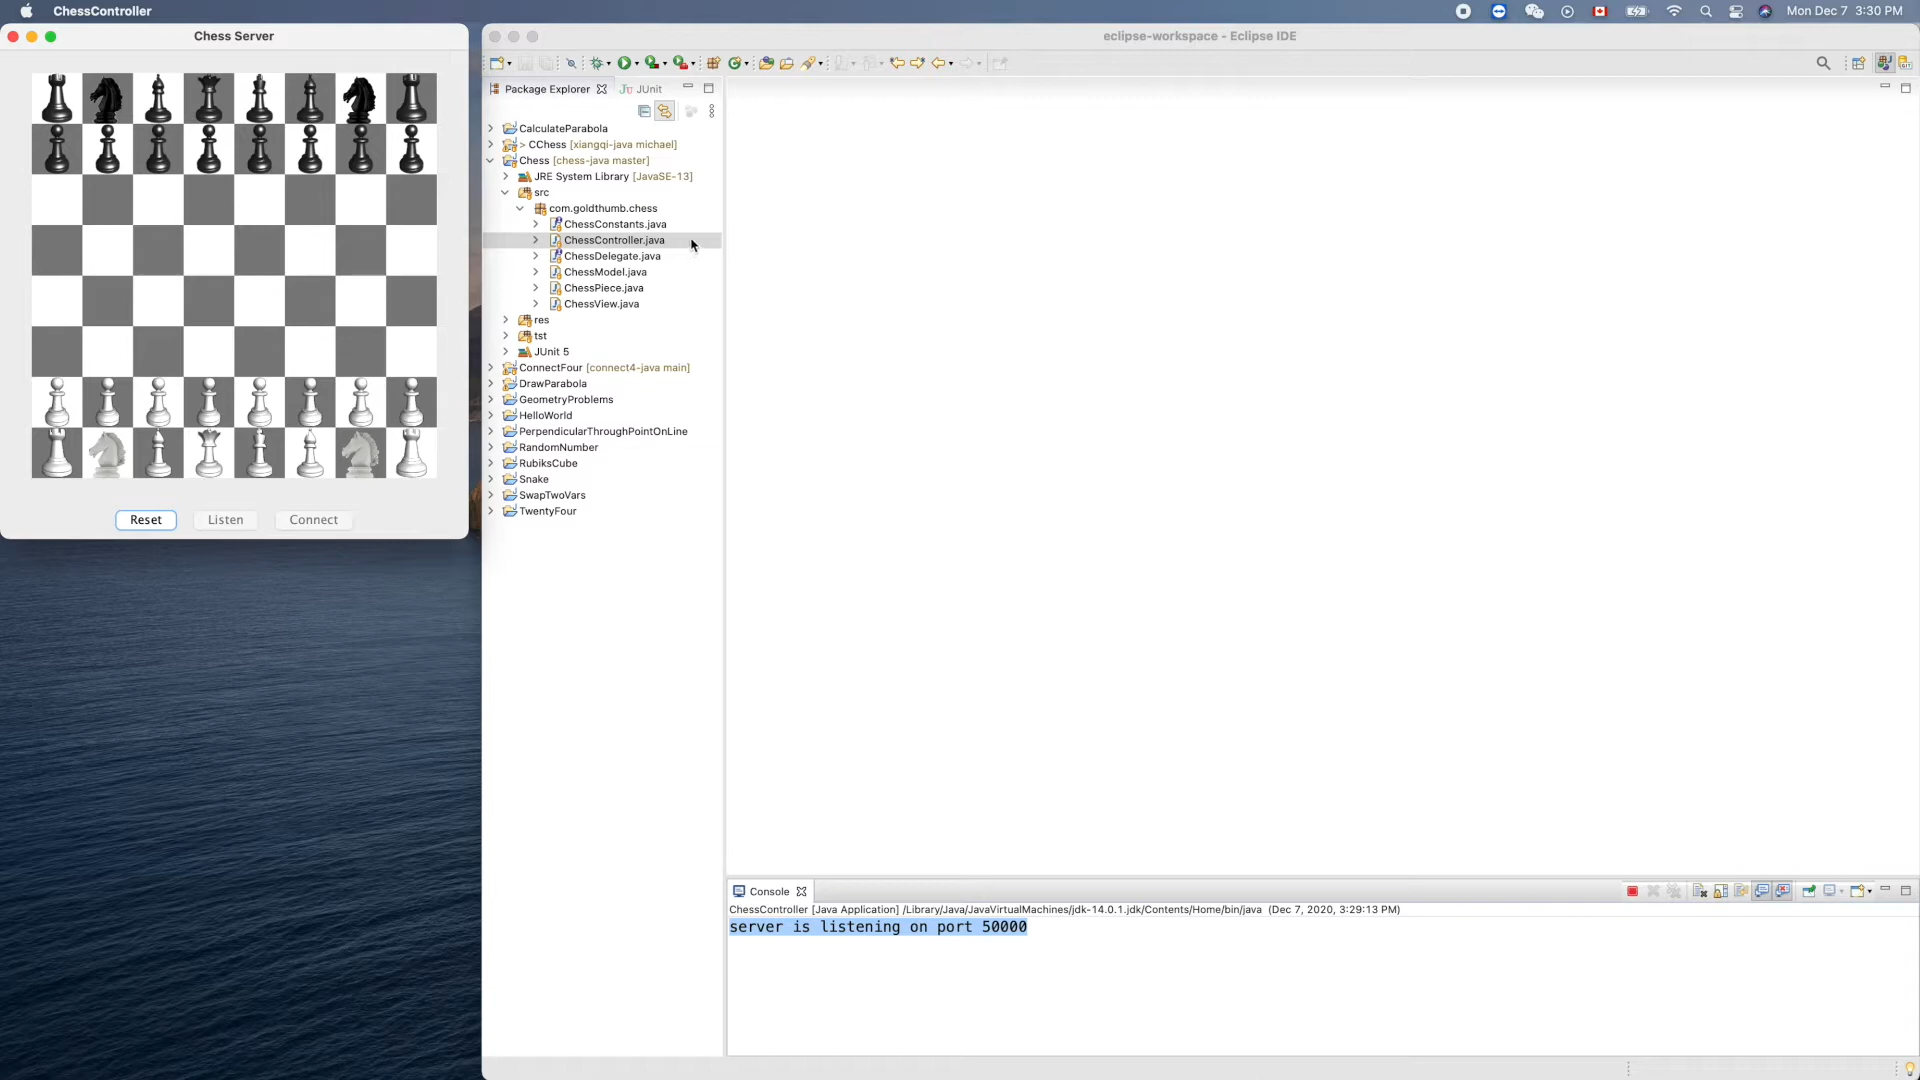 ChessController
Mon Dec 7 3:30 PM
Chess Server
Reset
Listen
Connect
eclipse-workspace - Eclipse IDE
Package Explorer
JUnit
CalculateParabola
> CChess [xiangqi-java michael]
Chess [chess-java master]
JRE System Library [JavaSE-13]
src
com.goldthumb.chess
ChessConstants.java
ChessController.java
ChessDelegate.java
ChessModel.java
ChessPiece.java
ChessView.java
res
tst
JUnit 5
ConnectFour [connect4-java main]
DrawParabola
GeometryProblems
HelloWorld
PerpendicularThroughPointOnLine
RandomNumber
RubiksCube
Snake
SwapTwoVars
TwentyFour
Console
ChessController [Java Application] /Library/Java/JavaVirtualMachines/jdk-14.0.1.jdk/Contents/Home/bin/java (Dec 7, 2020, 3:29:13 PM)
server is listening on port 50000